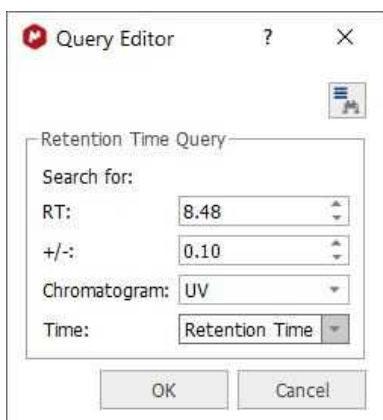 Query Editor ?
Retention Time Query
Search for:
RT: 8.48
+/-: 0.10
Chromatogram: UV
Time: Retention Time
OK Cancel